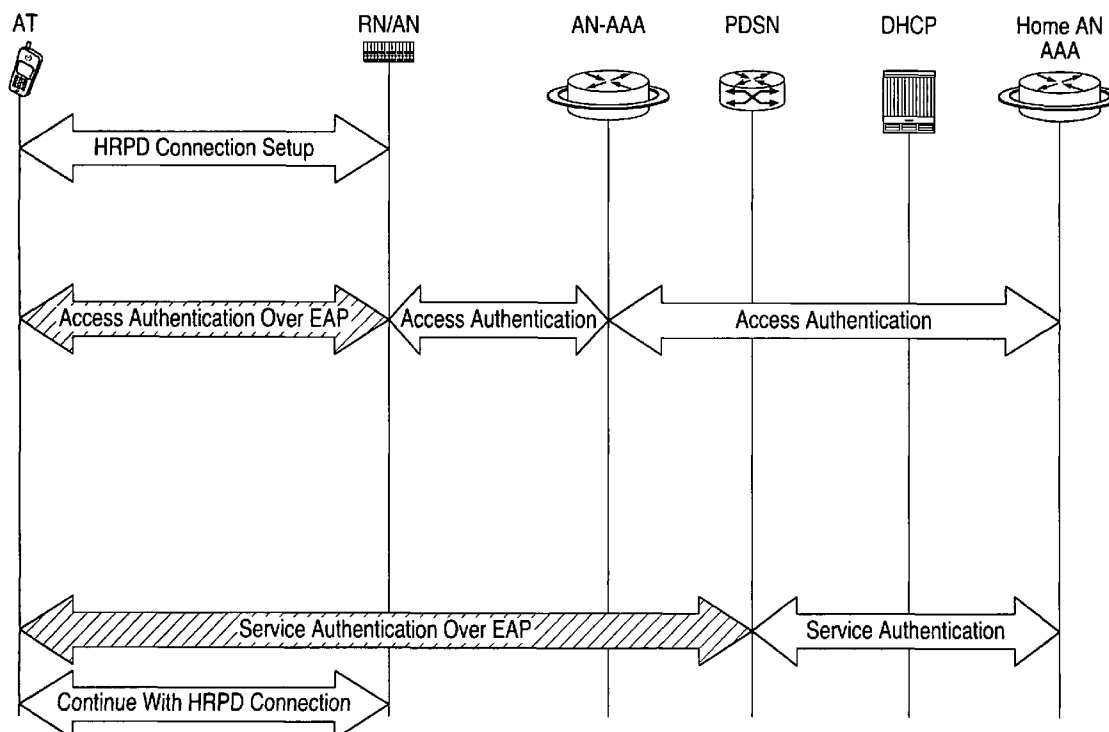 AT
RN/AN
AN-AAA
PDSN
DHCP
Home AN
AAA
HRPD Connection Setup
Access Authentication Over EAP
Access Authentication
Access Authentication
Service Authentication Over EAP
Service Authentication
Continue With HRPD Connection